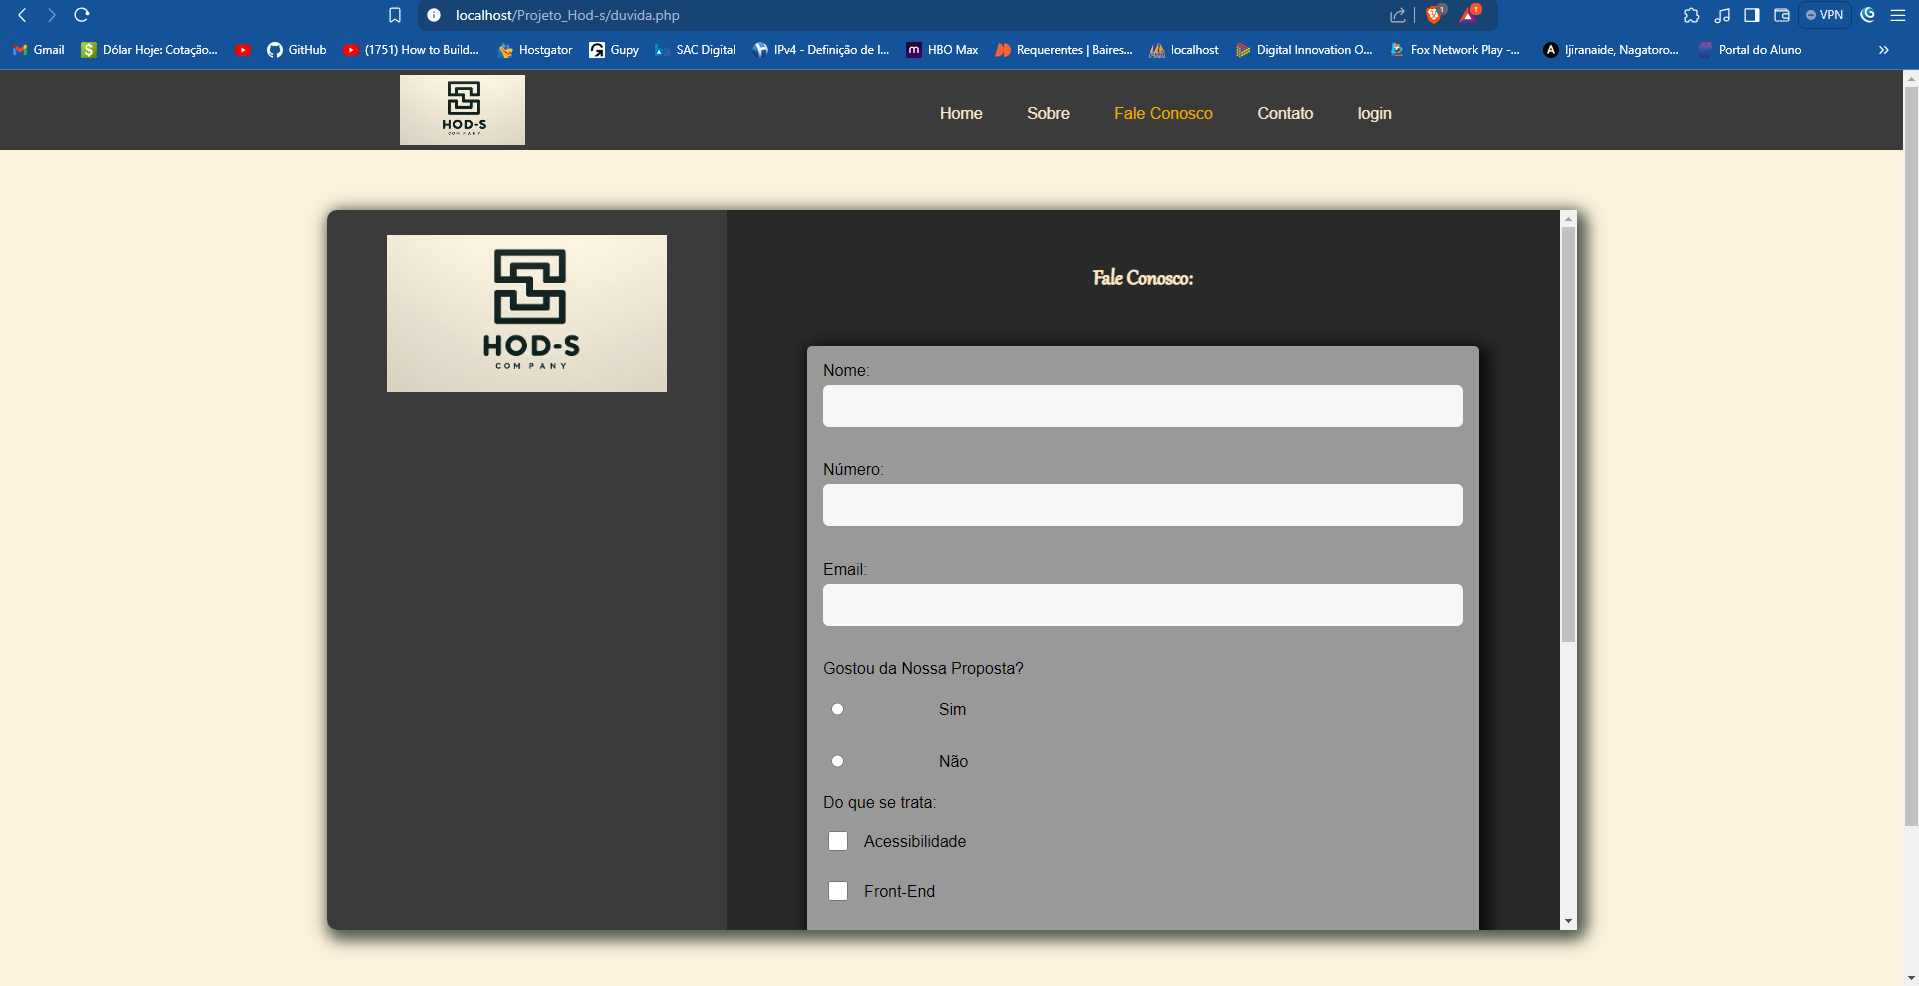 localhost/Projeto_Hod-s/duvida.php
1
1
VPN
Gmail
Dólar Hoje: Cotação...
GitHub
(1751) How to Build...
Hostgator
Gupy
SAC Digital
IPv4 - Definição de I...
HBO Max
Requerentes | Baires...
localhost
Digital Innovation O...
Fox Network Play -...
Ijiranaide, Nagatoro...
Portal do Aluno
HOD-S
COMPANY
Home
Sobre
Fale Conosco
Contato
login
HOD-S
COMPANY
Fale Conosco:
Nome:
Número:
Email:
Gostou da Nossa Proposta?
Sim
Não
Do que se trata:
Acessibilidade
Front-End